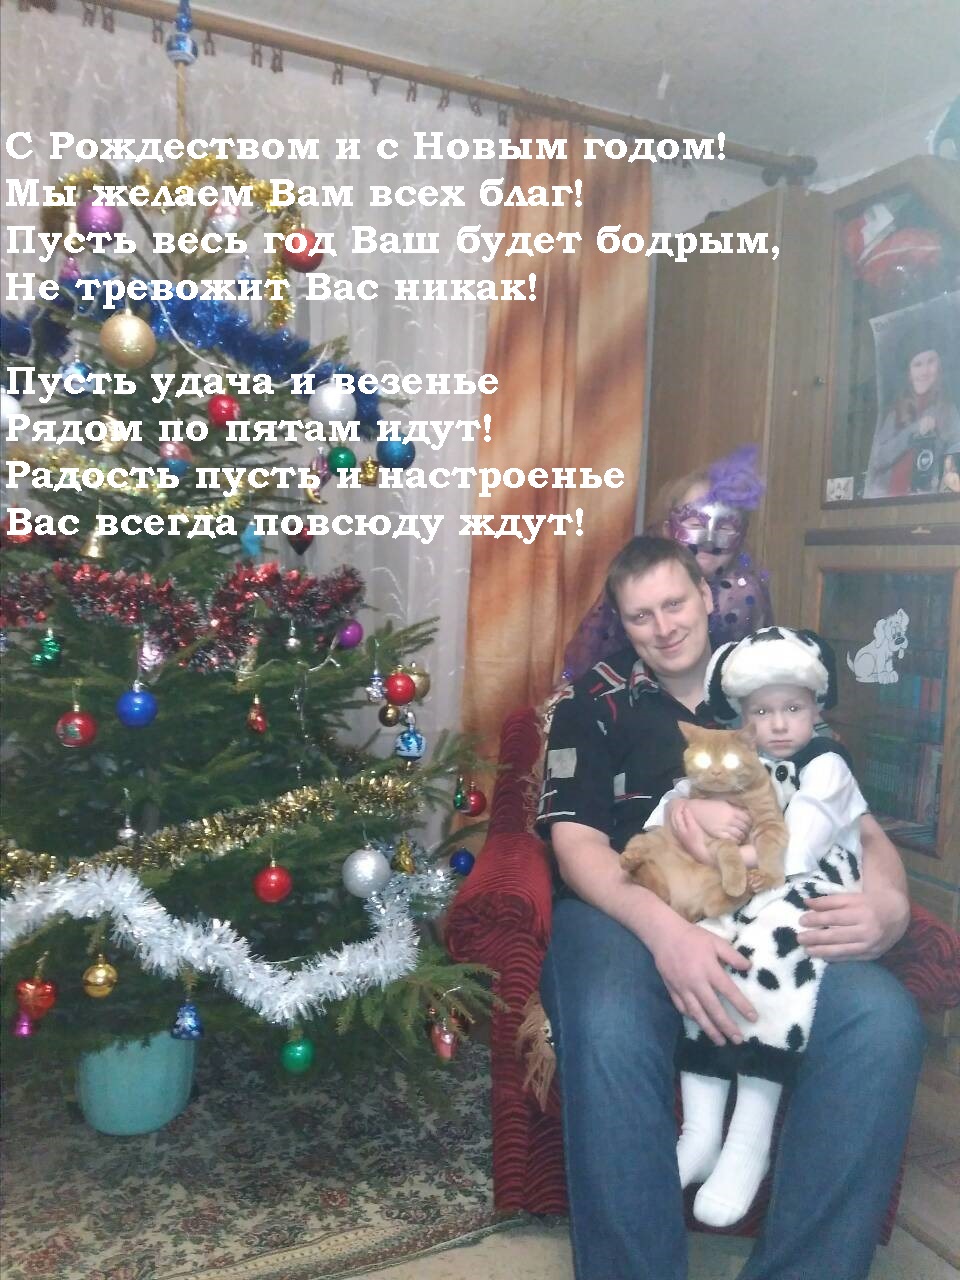 С Рождеством и с Новым годом!
Мы желаем Вам всех благ!
Пусть весь год Ваш будет бодрым,
Не тревожит Вас никак!
Пусть удача и везенье
Рядом по пятам идут!
Радость пусть и настроенье
Вас всегда повсюду ждут!